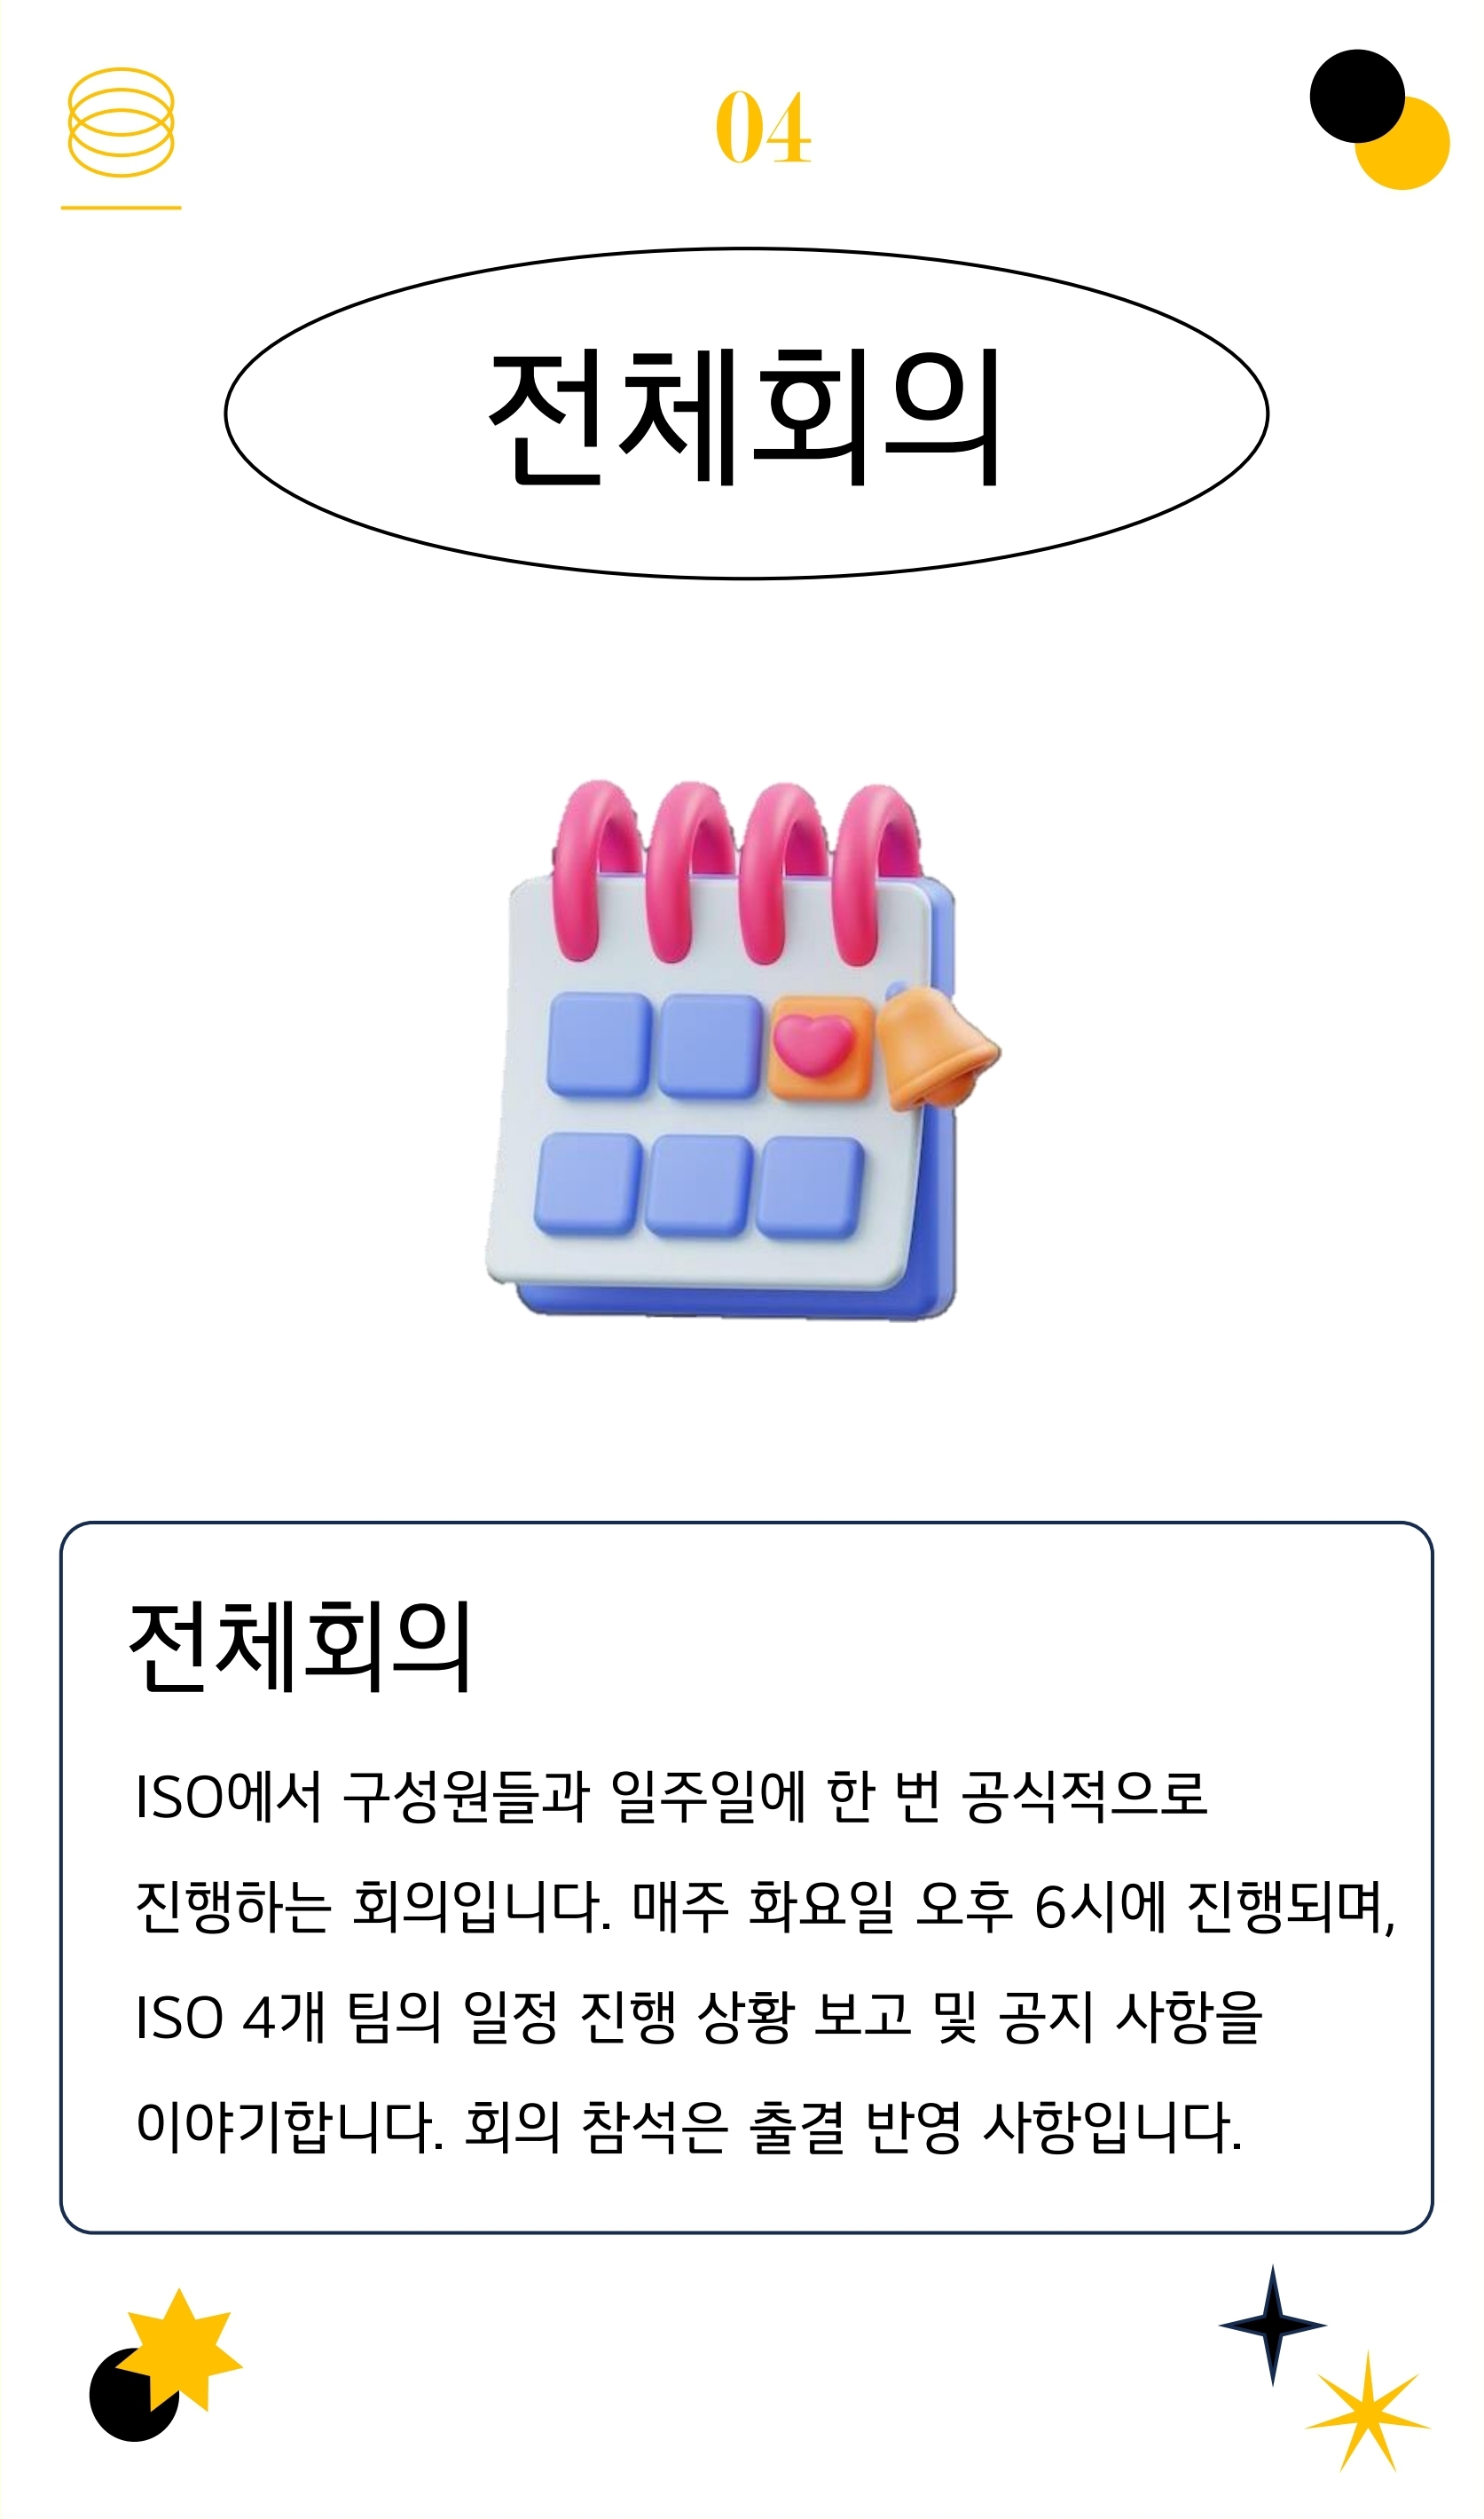 04
전체회의
전체회의
ISO에서 구성원들과 일주일에 한 번 공식적으로
진행하는 회의입니다. 매주 화요일 오후 6시에 진행되며,
ISO 4개 팀의 일정 진행 상황 보고 및 공지 사항을
이야기합니다. 회의 참석은 출결 반영 사항입니다.